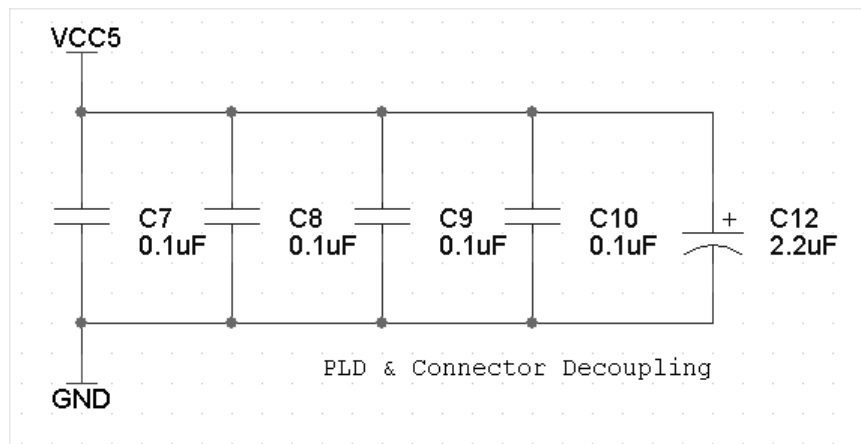 VCC5
C7
0.1uF
C8
0.1uF
C9
0.1uF
C10
0.1uF
+
C12
2.2uF
PLD & Connector Decoupling
GND